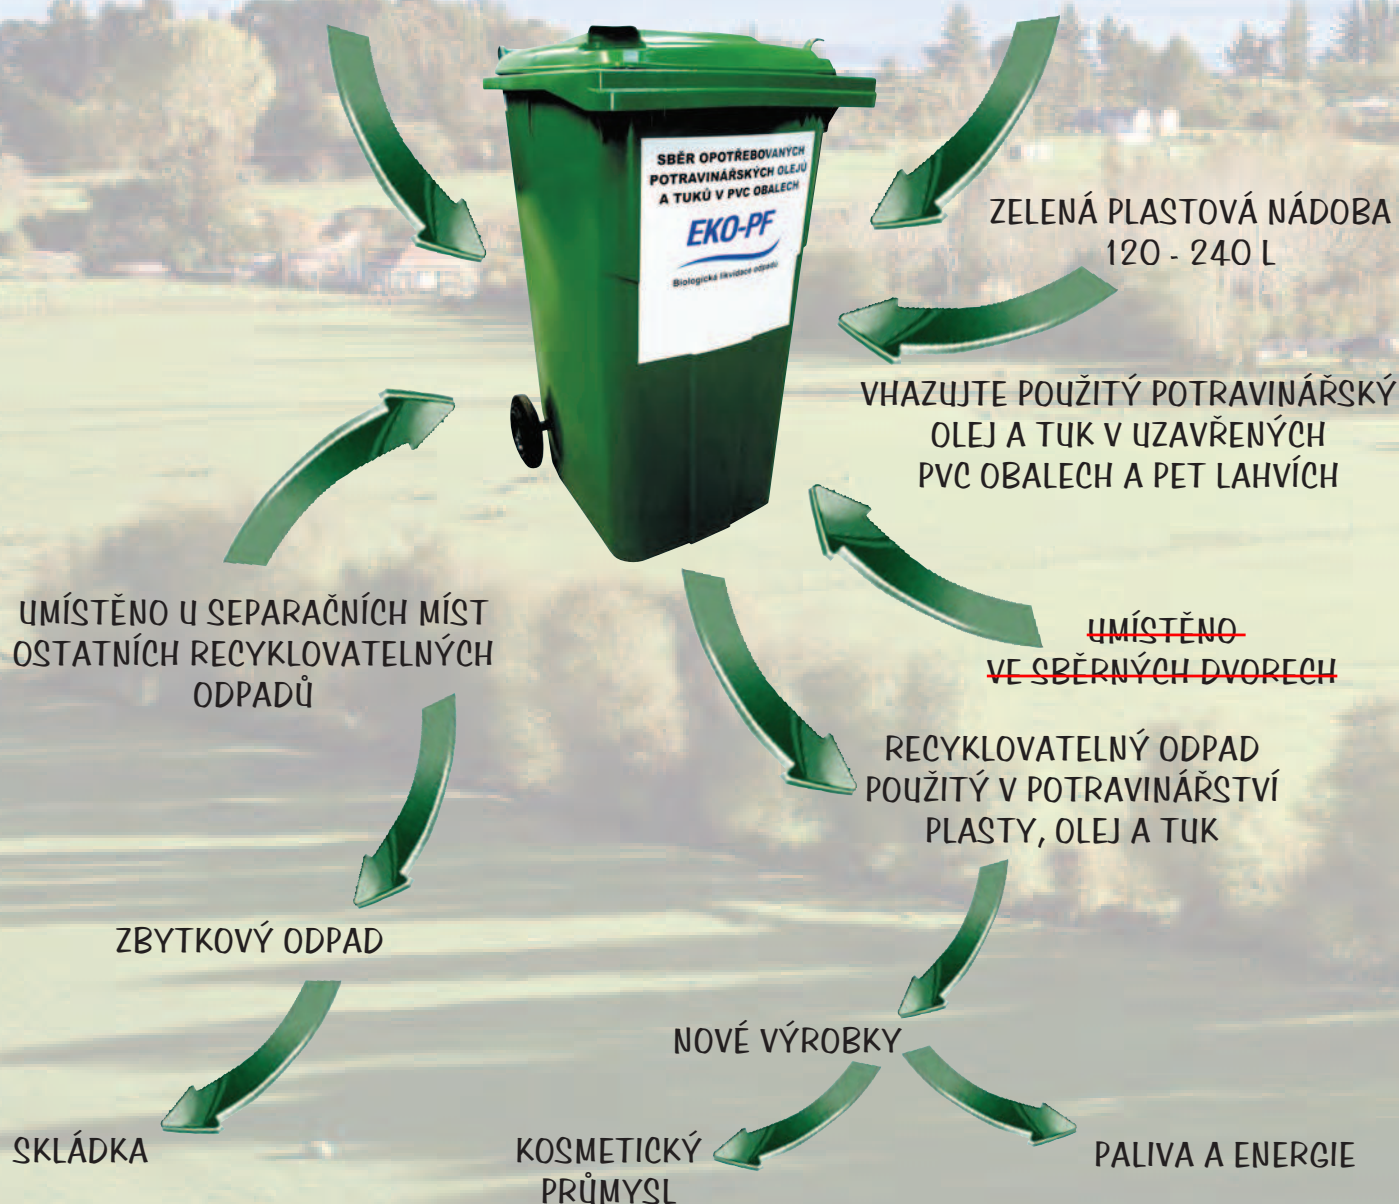 SBĚR OPOTŘEBOVANÝCH
POTRAVINÁŘSKÝCH OLEJŮ
A TUKŮ V PVC OBALECH
EKO-PF
Biologická likvidace odpadů
ZELENÁ PLASTOVÁ NÁDOBA
120 - 240 L
VHAZUJTE POUŽITÝ POTRAVINÁŘSKÝ
OLEJ A TUK V UZAVŘENÝCH
PVC OBALECH A PET LAHVÍCH
UMÍSTĚNO U SEPARAČNÍCH MÍST
OSTATNÍCH RECYKLOVATELNÝCH
ODPADŮ
UMÍSTĚNO
VE SBĚRNÝCH DVORECH
RECYKLOVATELNÝ ODPAD
POUŽITÝ V POTRAVINÁŘSTVÍ
PLASTY, OLEJ A TUK
ZBYTKOVÝ ODPAD
NOVÉ VÝROBKY
SKLÁDKA
KOSMETICKÝ
PRŮMYSL
PALIVA A ENERGIE